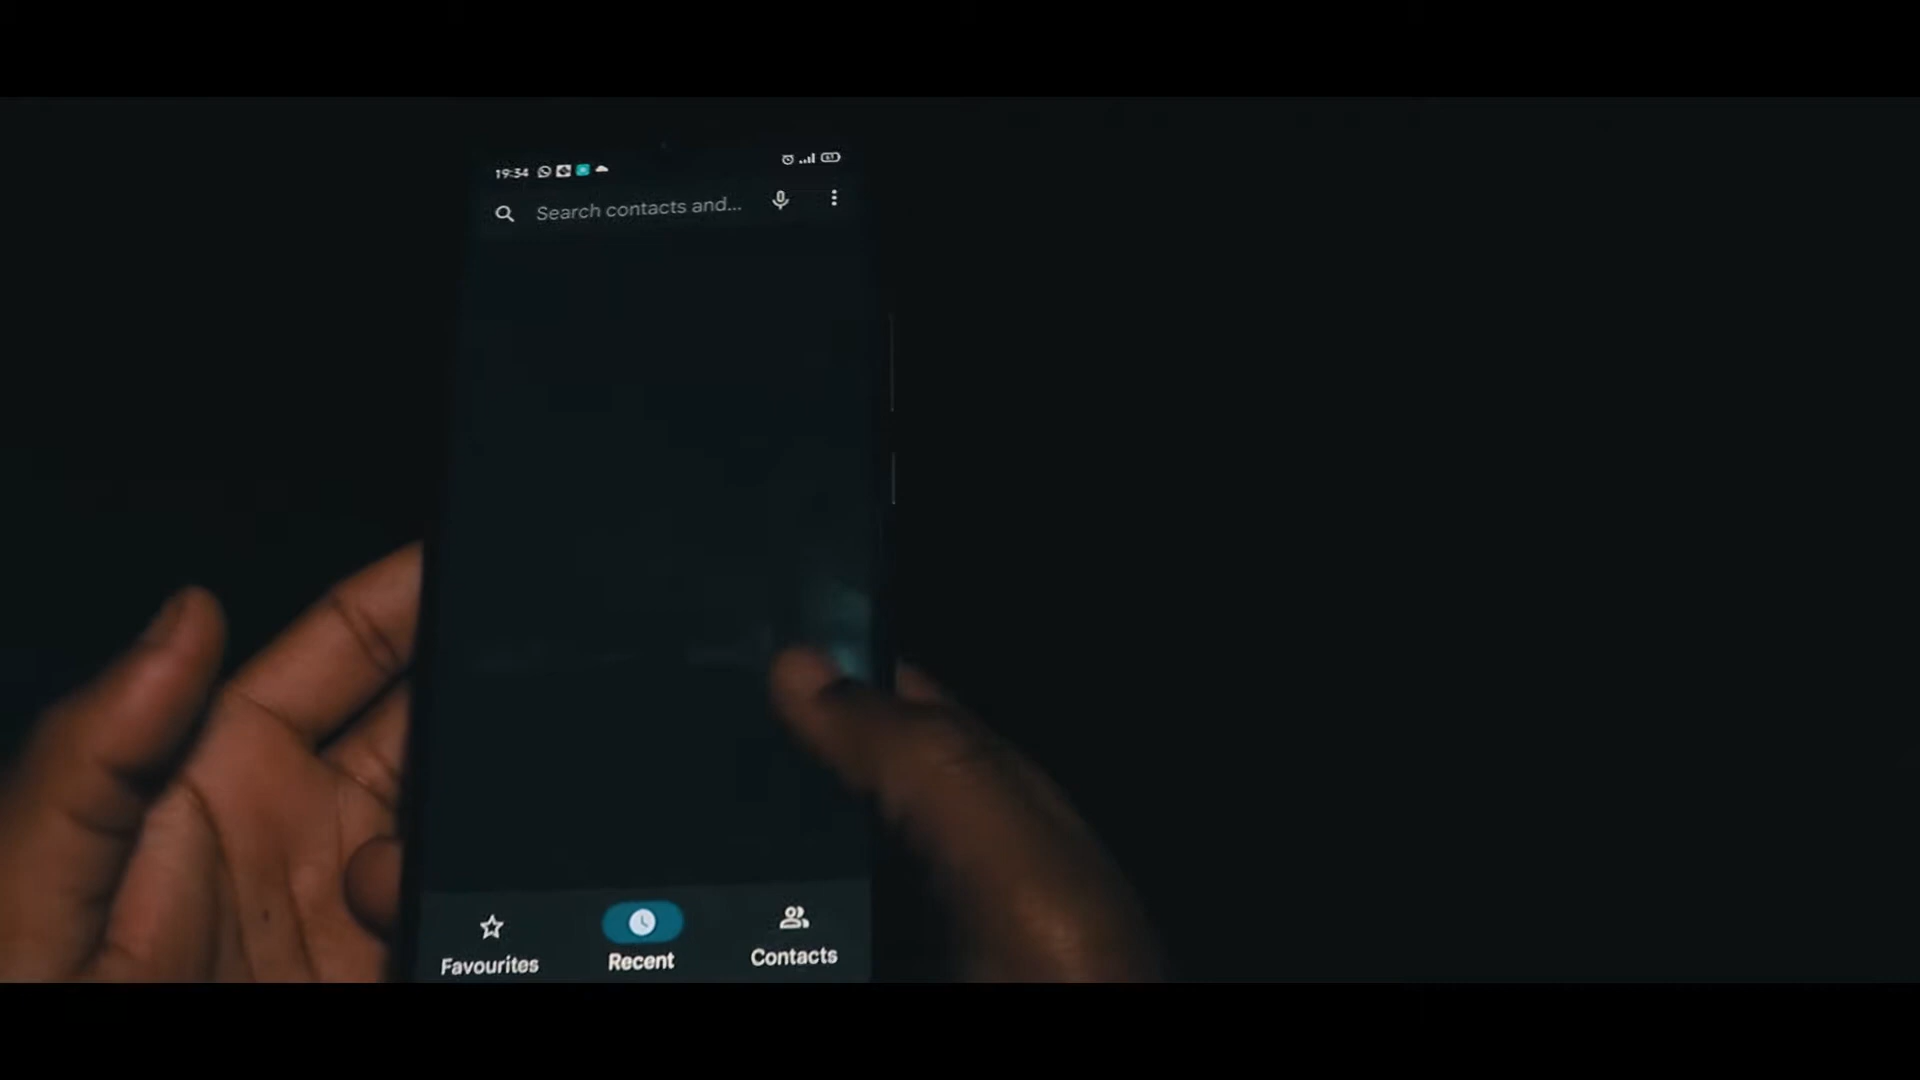 19:34
Search contacts and...
Favourites
Recent
Contacts